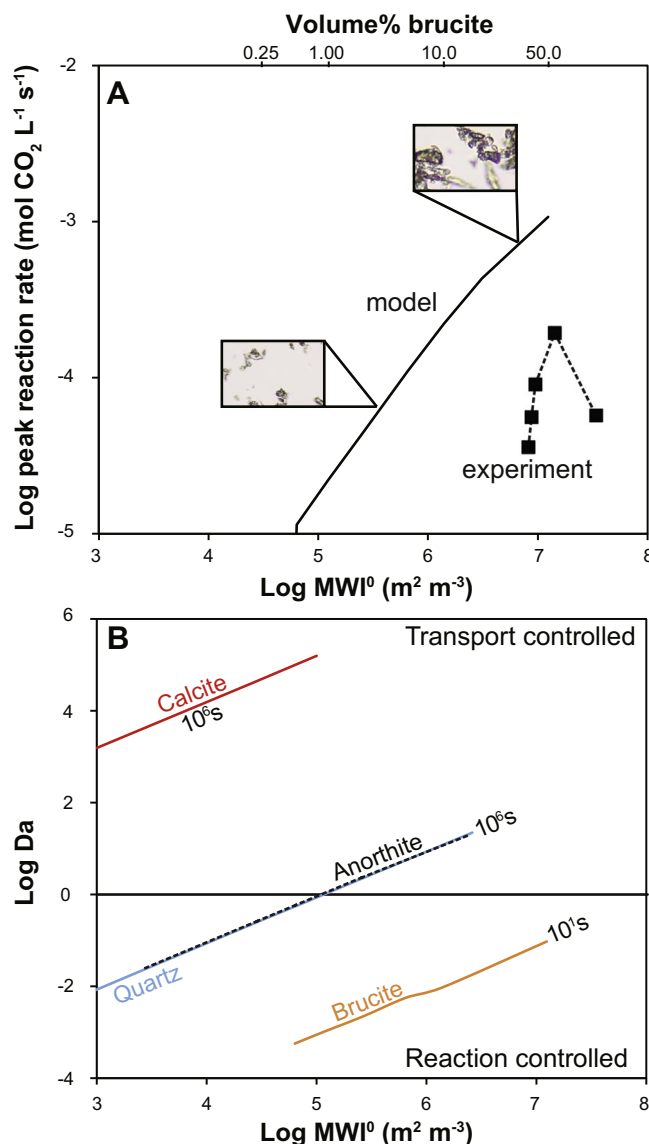 Volume% brucite
0.25 1.00 10.0 50.0
A
-2
-3
-4
-5
Log peak reaction rate (mol CO₂ L⁻¹ s⁻¹)
model
experiment
3 4 5 6 7 8
Log MWI⁰ (m² m⁻³)
B
6
4
2
0
-2
-4
Log Da
Transport controlled
Calcite
10⁶s
Anorthite
10⁶s
Quartz
10¹s
Brucite
Reaction controlled
3 4 5 6 7 8
Log MWI⁰ (m² m⁻³)